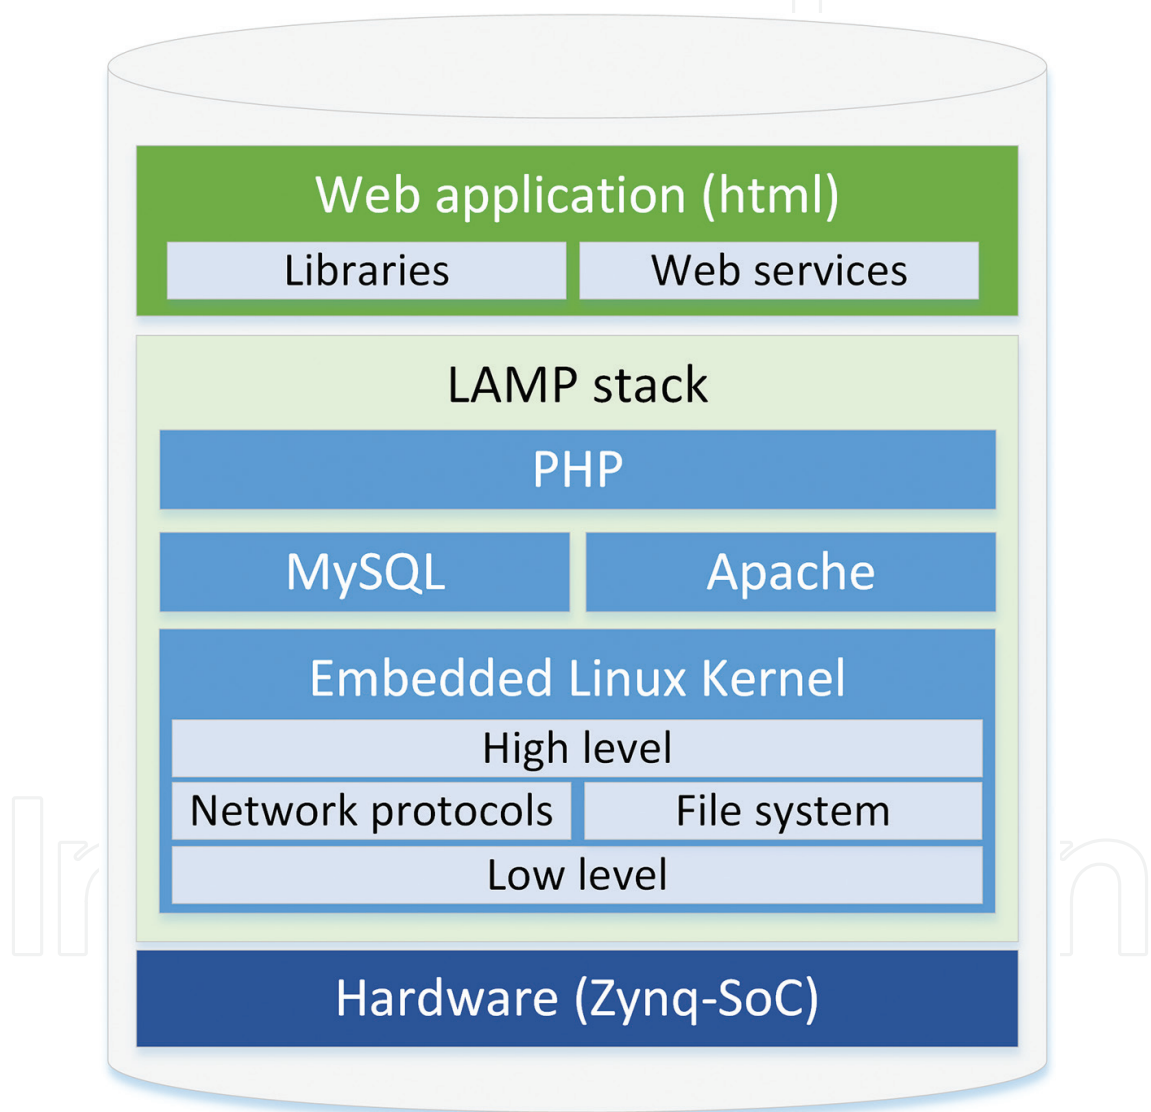 Web application (html)
Libraries
Web services
LAMP stack
PHP
MySQL
Apache
Embedded Linux Kernel
High level
Network protocols
File system
Low level
Hardware (Zynq-SoC)